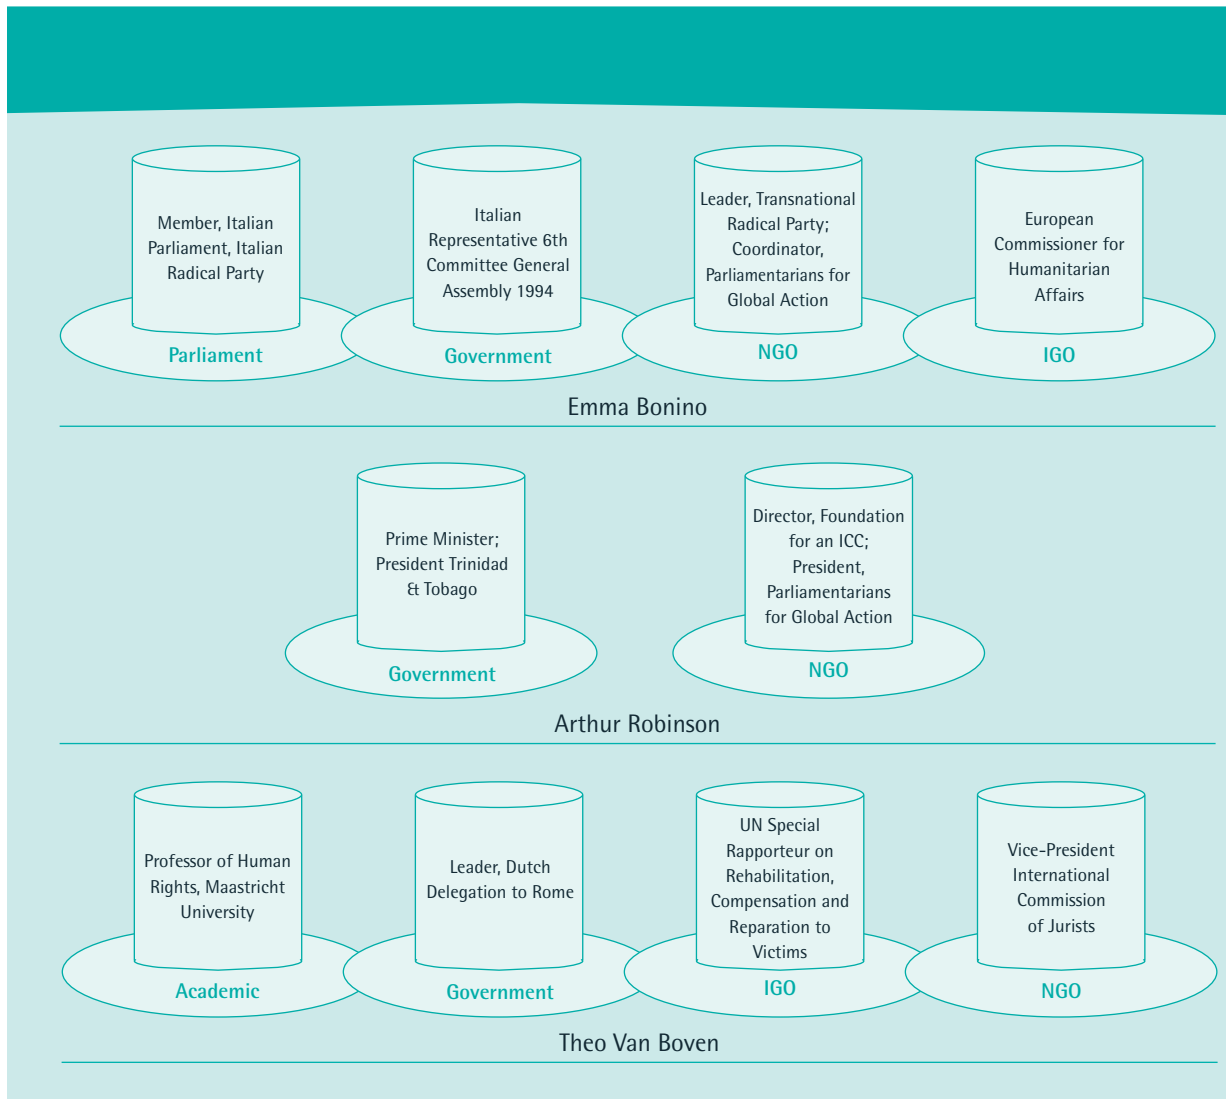 Member, Italian
Parliament, Italian
Radical Party
Parliament
Italian
Representative 6th
Committee General
Assembly 1994
Government
Leader, Transnational
Radical Party;
Coordinator,
Parliamentarians for
Global Action
NGO
European
Commissioner for
Humanitarian
Affairs
IGO
Emma Bonino
Prime Minister;
President Trinidad
& Tobago
Government
Director, Foundation
for an ICC;
President,
Parliamentarians
for Global Action
NGO
Arthur Robinson
Professor of Human
Rights, Maastricht
University
Academic
Leader, Dutch
Delegation to Rome
Government
UN Special
Rapporteur on
Rehabilitation,
Compensation and
Reparation to
Victims
IGO
Vice-President
International
Commission
of Jurists
NGO
Theo Van Boven